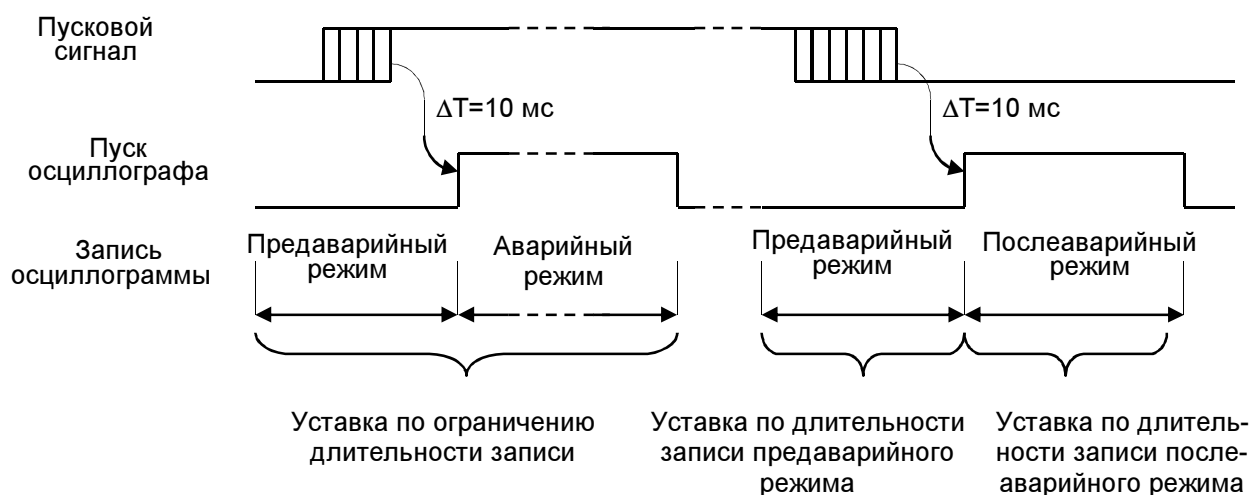 Пусковой
сигнал
ΔT=10 мс
ΔT=10 мс
Пуск
осциллографа
Запись
осциллограммы
Предаварийный
режим
Аварийный
режим
Предаварийный
режим
Послеаварийный
режим
Уставка по ограничению
длительности записи
Уставка по длительности
записи предаварийного
режима
Уставка по длитель-
ности записи после-
аварийного режима